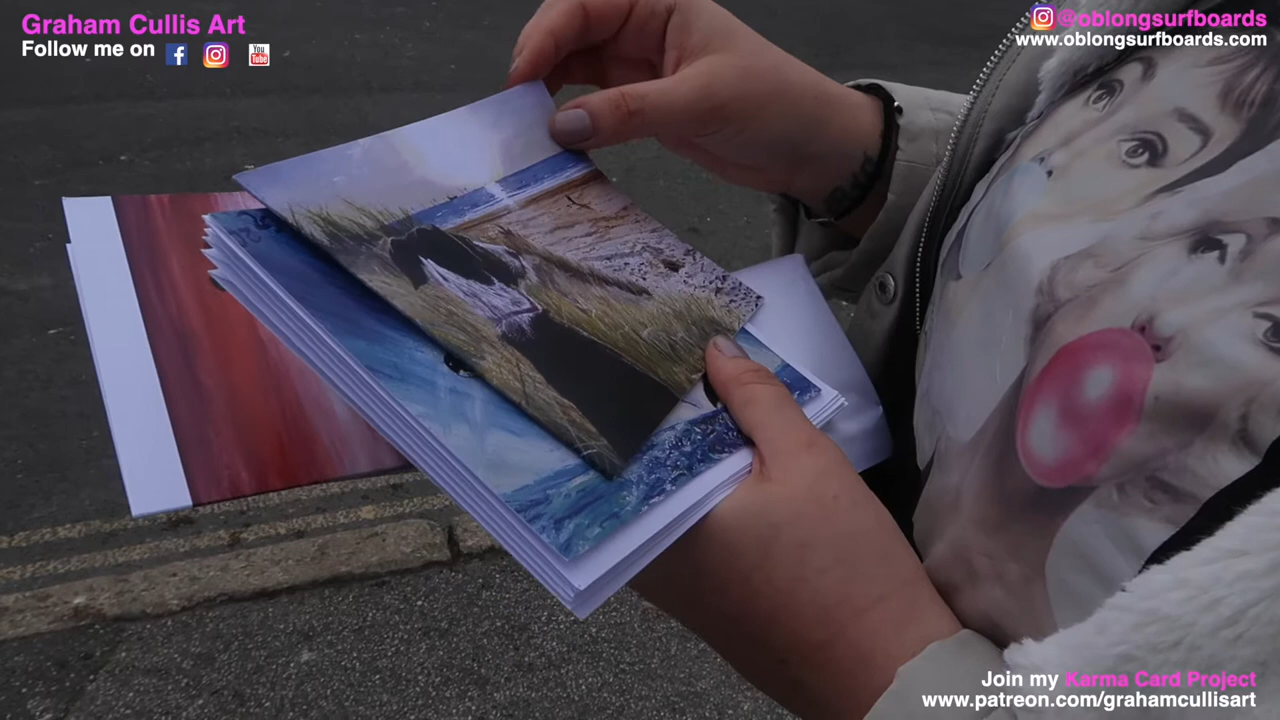 Graham Cullis Art
Follow me on
@oblongsurfboards
www.oblongsurfboards.com
Join my Karma Card Project
www.patreon.com/grahamcullisart